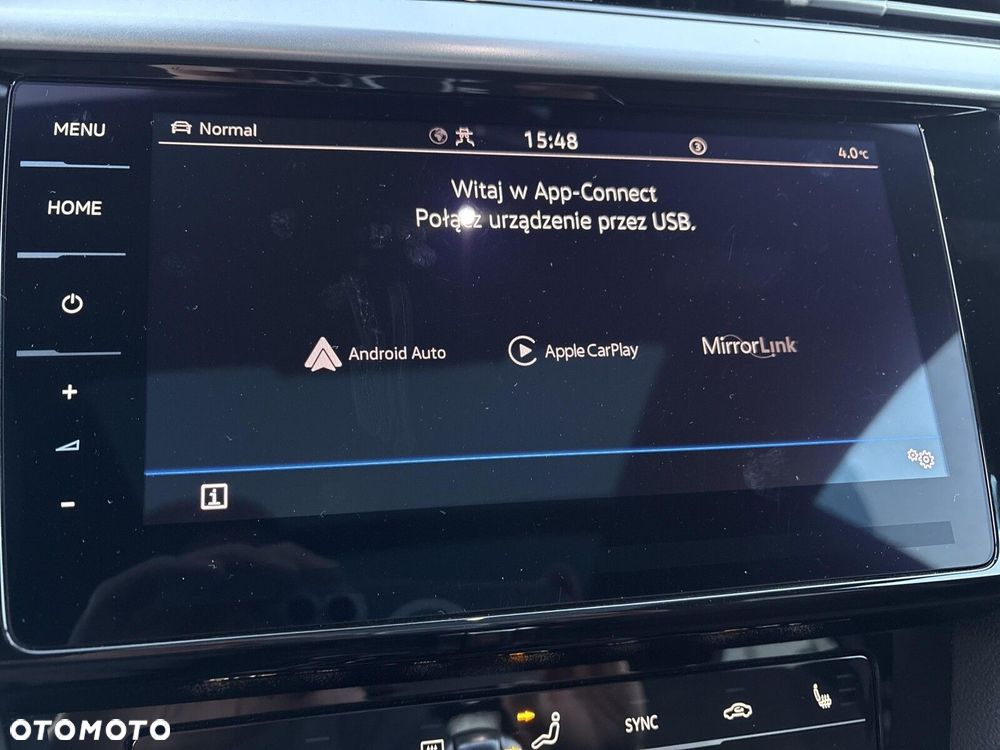 MENU
Normal
15:48
3
4.0°C
HOME
Witaj w App-Connect
Połącz urządzenie przez USB.
Android Auto
Apple CarPlay
MirrorLink
+
-
i
SYNC
OTOMOTO